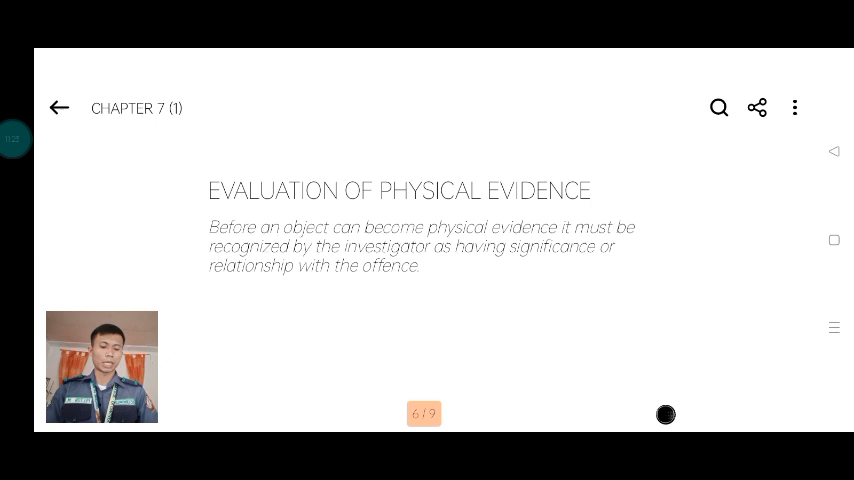 CHAPTER 7 (1)
EVALUATION OF PHYSICAL EVIDENCE
Before an object can become physical evidence it must be
recognized by the investigator as having significance or
relationship with the offence.
6 / 9